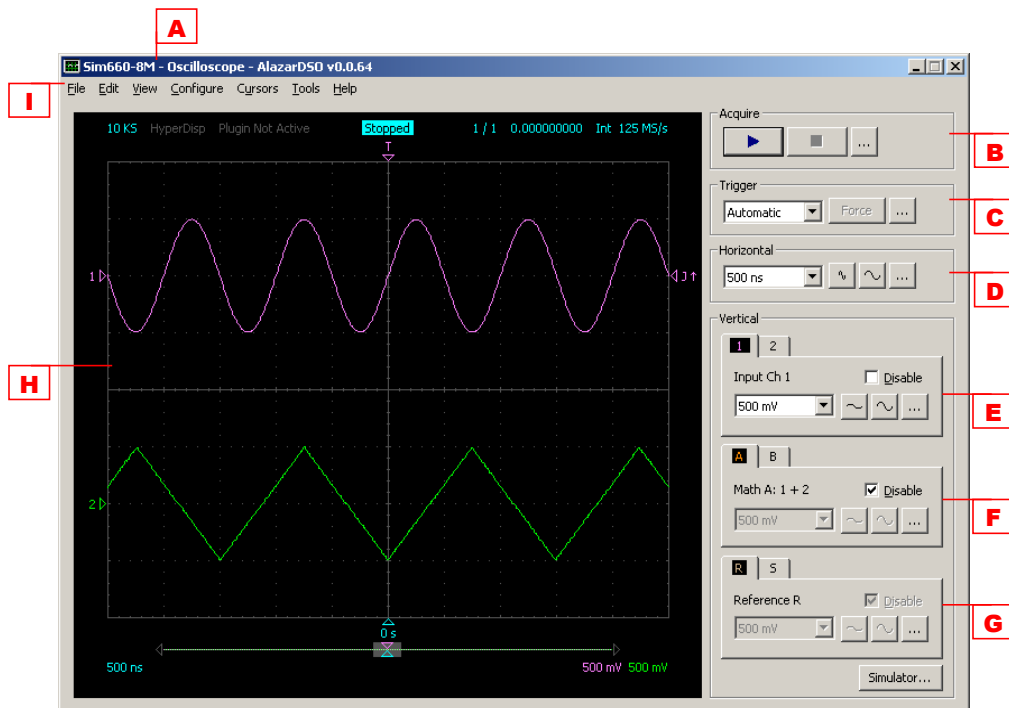 A
Sim660-8M - Oscilloscope - AlazarDSO v0.0.64
I
File Edit View Configure Cursors Tools Help
10 KS HyperDisp Plugin Not Active Stopped 1 / 1 0.000000000 Int 125 MS/s
T
1
J↑
H
2
0 s
500 ns 500 mV 500 mV
Acquire
...
B
Trigger
Automatic Force ...
C
Horizontal
500 ns ...
D
Vertical
1 2
Input Ch 1 Disable
500 mV ...
E
A B
Math A: 1 + 2 Disable
500 mV ...
F
R S
Reference R Disable
500 mV ...
G
Simulator...